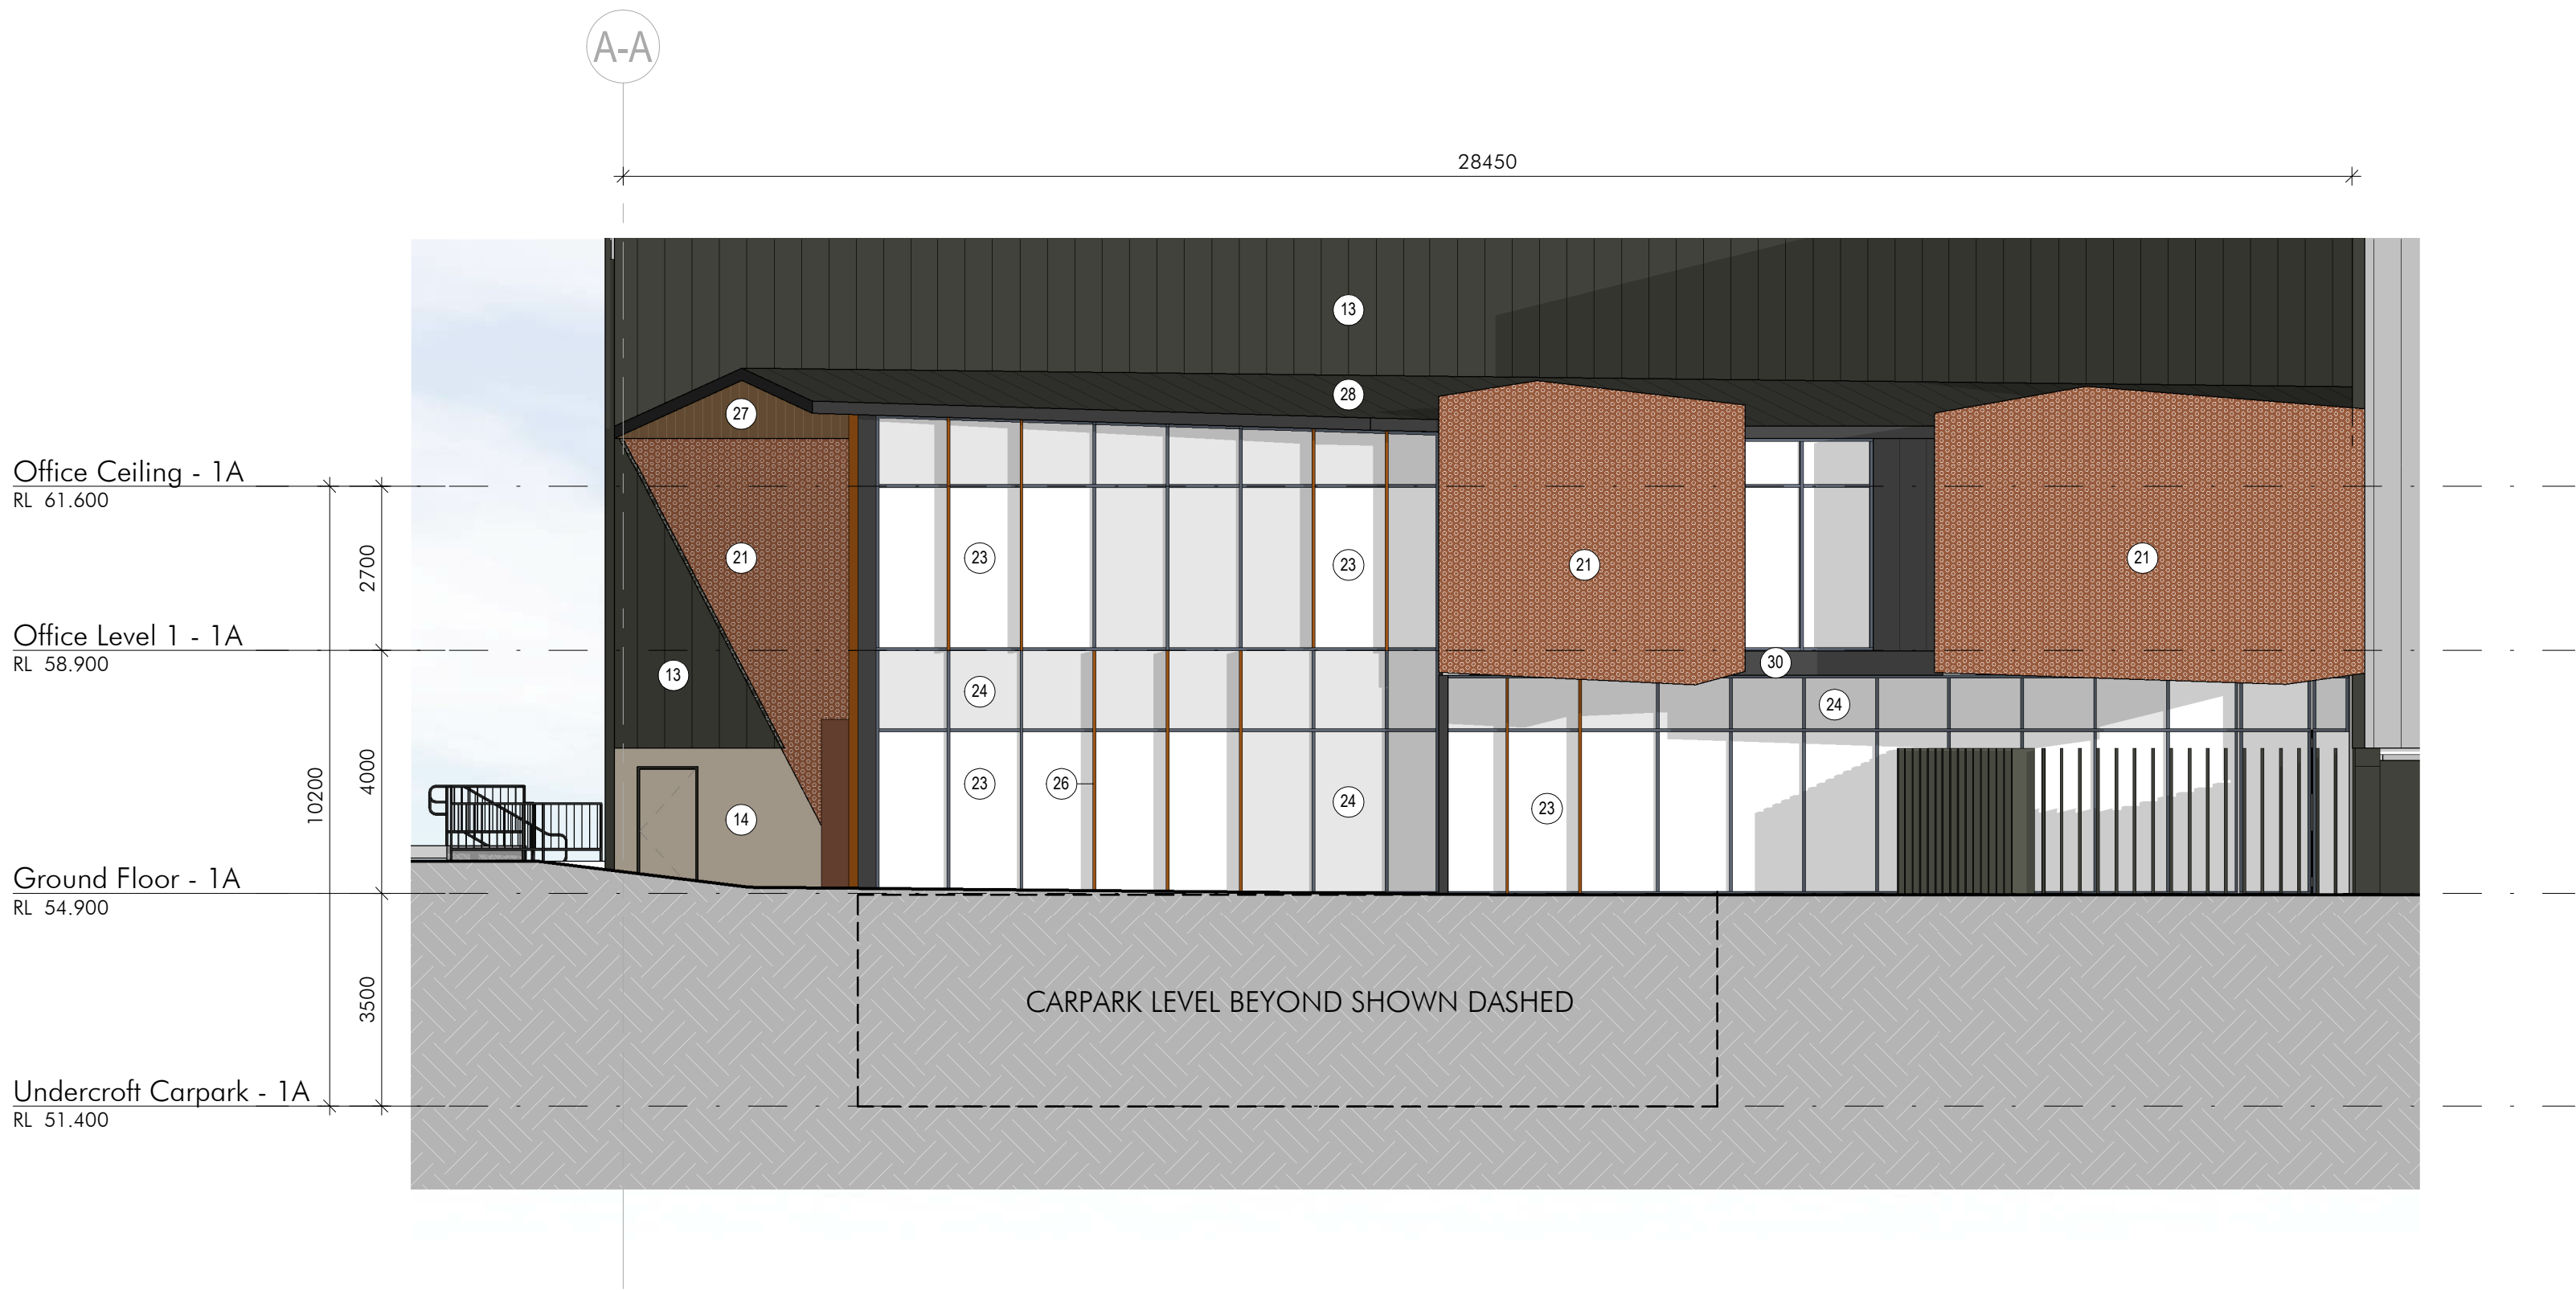 A-A
28450
13
28
27
Office Ceiling - 1A
RL 61.600
2700
21
23
23
21
21
Office Level 1 - 1A
RL 58.900
13
24
30
24
4000
10200
14
23
26
24
23
Ground Floor - 1A
RL 54.900
3500
CARPARK LEVEL BEYOND SHOWN DASHED
Undercroft Carpark - 1A
RL 51.400